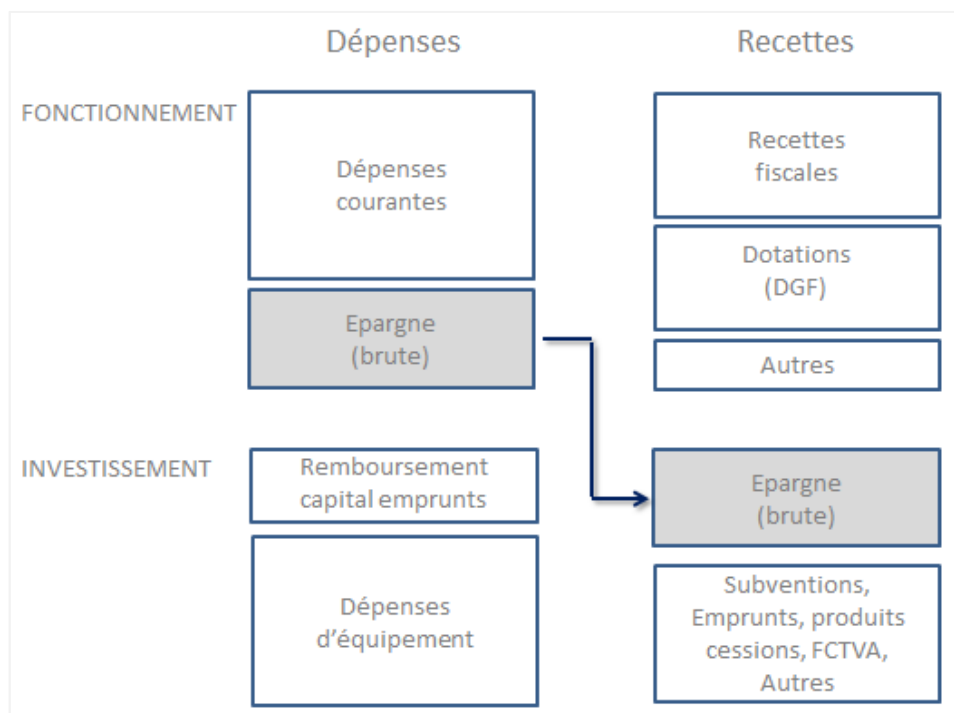 Dépenses
Recettes
FONCTIONNEMENT
Dépenses
courantes
Recettes
fiscales
Dotations
(DGF)
Epargne
(brute)
Autres
INVESTISSEMENT
Remboursement
capital emprunts
Epargne
(brute)
Dépenses
d'équipement
Subventions,
Emprunts, produits
cessions, FCTVA,
Autres